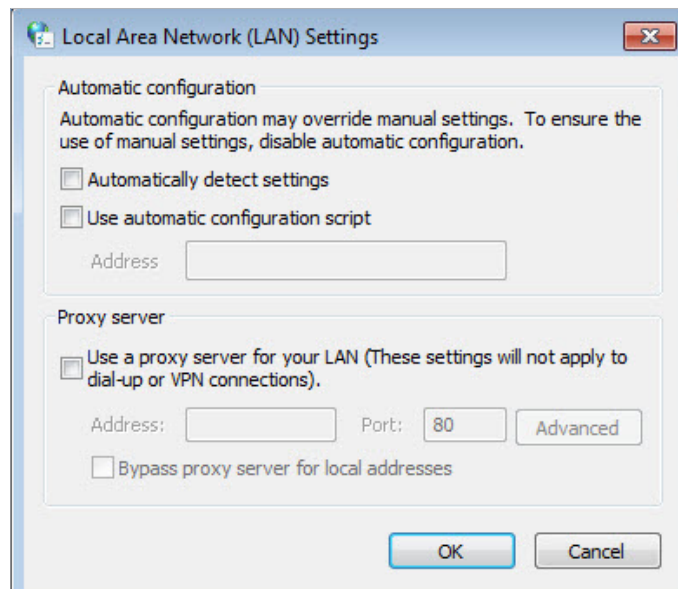 Local Area Network (LAN) Settings
Automatic configuration
Automatic configuration may override manual settings.  To ensure the
use of manual settings, disable automatic configuration.
Automatically detect settings
Use automatic configuration script
Address
Proxy server
Use a proxy server for your LAN (These settings will not apply to
dial-up or VPN connections).
Address: Port: 80 Advanced
Bypass proxy server for local addresses
OK Cancel